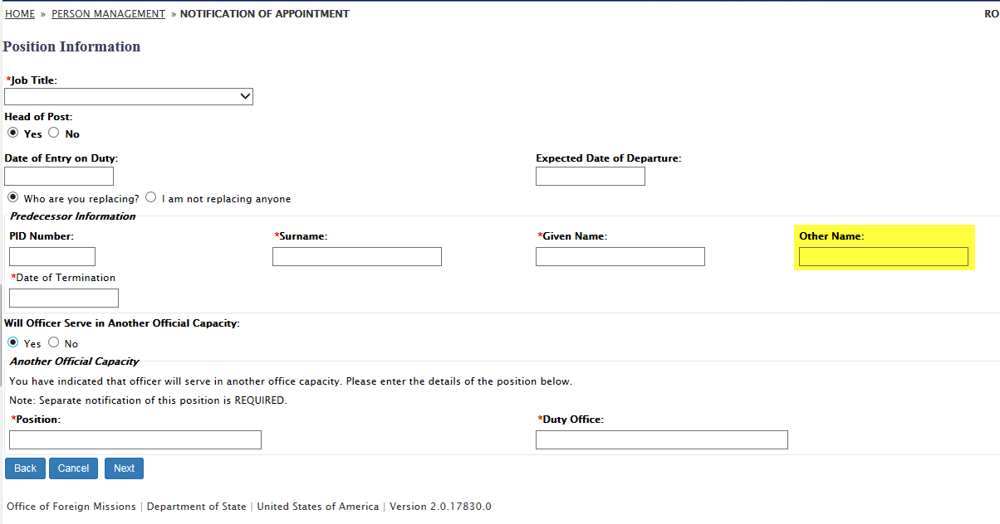 HOME » PERSON MANAGEMENT » NOTIFICATION OF APPOINTMENT RO
Position Information
*Job Title:
Head of Post:
Yes No
Date of Entry on Duty: Expected Date of Departure:
Who are you replacing? I am not replacing anyone
Predecessor Information
PID Number: *Surname: *Given Name: Other Name:
*Date of Termination
Will Officer Serve in Another Official Capacity:
Yes No
Another Official Capacity
You have indicated that officer will serve in another office capacity. Please enter the details of the position below.
Note: Separate notification of this position is REQUIRED.
*Position: *Duty Office:
Back Cancel Next
Office of Foreign Missions | Department of State | United States of America | Version 2.0.17830.0